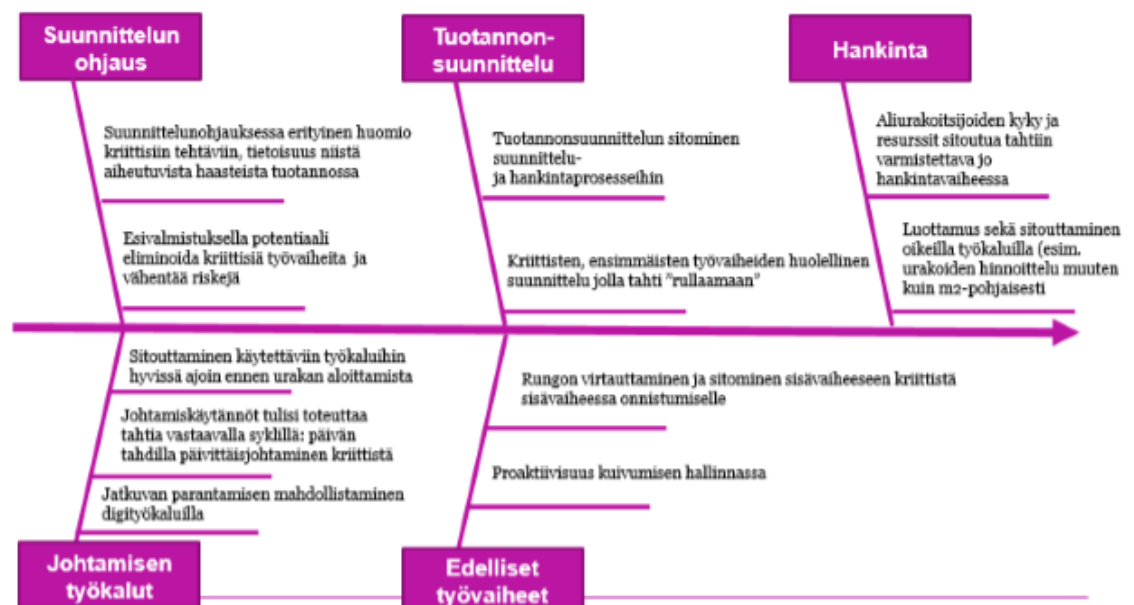 Suunnittelun
ohjaus
Suunnittelunohjauksessa erityinen huomio
kriittisiin tehtäviin, tietoisuus niistä
aiheutuvista haasteista tuotannossa
Esivalmistuksella potentiaali
eliminoida kriittisiä työvaiheita ja
vähentää riskejä
Tuotannon-
suunnittelu
Tuotannonsuunnittelun sitominen
suunnittelu-
ja hankintaprosesseihin
Kriittisten, ensimmäisten työvaiheiden huolellinen
suunnittelu jolla tahti ”rullaamaan”
Hankinta
Aliurakoitsijoiden kyky ja
resurssit sitoutua tahtiin
varmistettava jo
hankintavaiheessa
Luottamus sekä sitouttaminen
oikeilla työkaluilla (esim.
urakoiden hinnoittelu muuten
kuin m2-pohjaisesti
Sitouttaminen käytettäviin työkaluihin
hyvissä ajoin ennen urakan aloittamista
Johtamiskäytännöt tulisi toteuttaa
tahtia vastaavalla syklillä: päivän
tahdilla päivittäisjohtaminen kriittistä
Jatkuvan parantamisen mahdollistaminen
digityökaluilla
Johtamisen
työkalut
Rungon virtauttaminen ja sitominen sisävaiheeseen kriittistä
sisävaiheessa onnistumiselle
Proaktiivisuus kuivumisen hallinnassa
Edelliset
työvaiheet